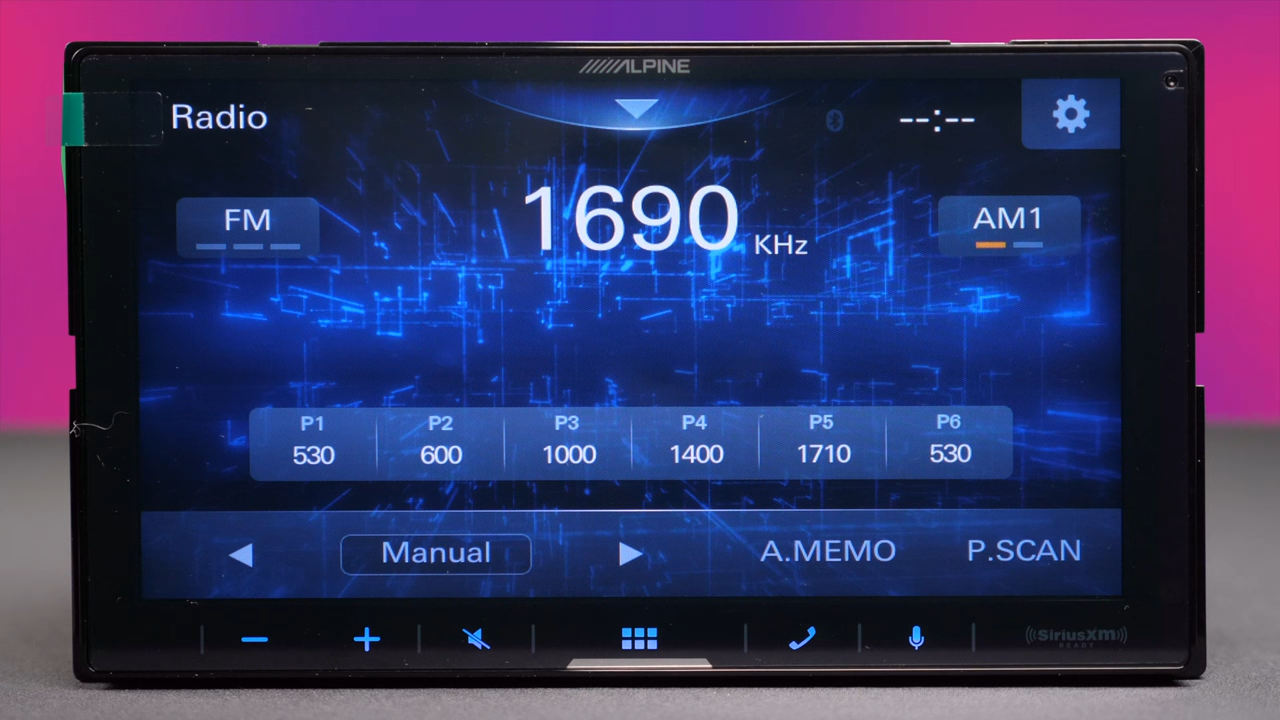 ALPINE
Radio
--:--
FM
1690 KHz
AM1
P1 P2 P3 P4 P5 P6
530 600 1000 1400 1710 530
Manual A.MEMO P.SCAN
SiriusXM
READY